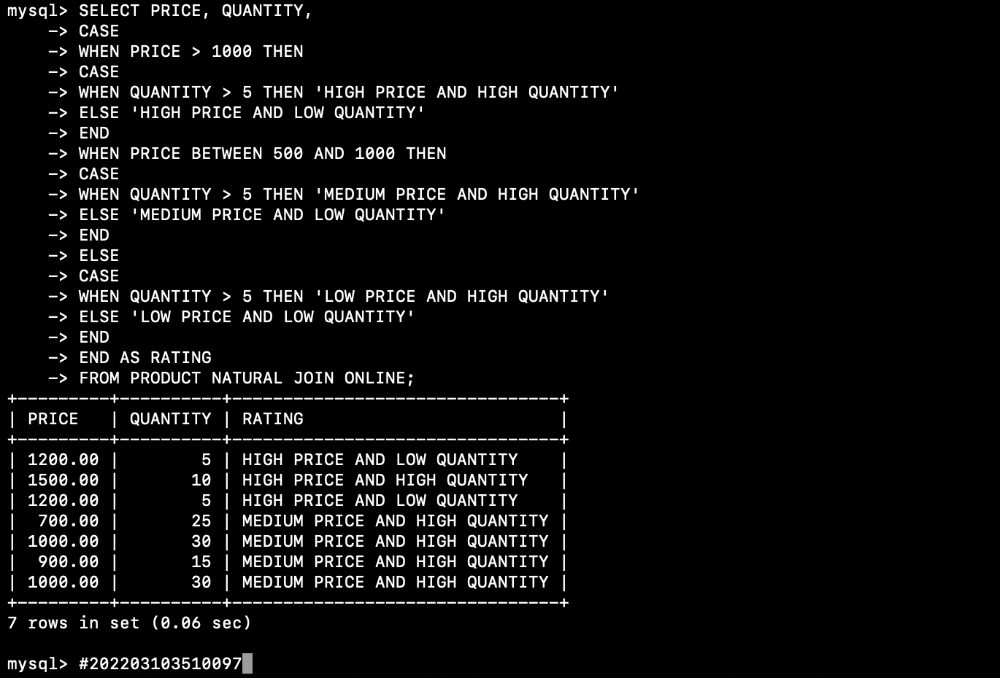 mysql> SELECT PRICE, QUANTITY,
    -> CASE
    -> WHEN PRICE > 1000 THEN
    -> CASE
    -> WHEN QUANTITY > 5 THEN 'HIGH PRICE AND HIGH QUANTITY'
    -> ELSE 'HIGH PRICE AND LOW QUANTITY'
    -> END
    -> WHEN PRICE BETWEEN 500 AND 1000 THEN
    -> CASE
    -> WHEN QUANTITY > 5 THEN 'MEDIUM PRICE AND HIGH QUANTITY'
    -> ELSE 'MEDIUM PRICE AND LOW QUANTITY'
    -> END
    -> ELSE
    -> CASE
    -> WHEN QUANTITY > 5 THEN 'LOW PRICE AND HIGH QUANTITY'
    -> ELSE 'LOW PRICE AND LOW QUANTITY'
    -> END
    -> END AS RATING
    -> FROM PRODUCT NATURAL JOIN ONLINE;
+---------+----------+--------------------------------+
| PRICE   | QUANTITY | RATING                         |
+---------+----------+--------------------------------+
| 1200.00 |        5 | HIGH PRICE AND LOW QUANTITY    |
| 1500.00 |       10 | HIGH PRICE AND HIGH QUANTITY   |
| 1200.00 |        5 | HIGH PRICE AND LOW QUANTITY    |
|  700.00 |       25 | MEDIUM PRICE AND HIGH QUANTITY |
| 1000.00 |       30 | MEDIUM PRICE AND HIGH QUANTITY |
|  900.00 |       15 | MEDIUM PRICE AND HIGH QUANTITY |
| 1000.00 |       30 | MEDIUM PRICE AND HIGH QUANTITY |
+---------+----------+--------------------------------+
7 rows in set (0.06 sec)

mysql> #202203103510097